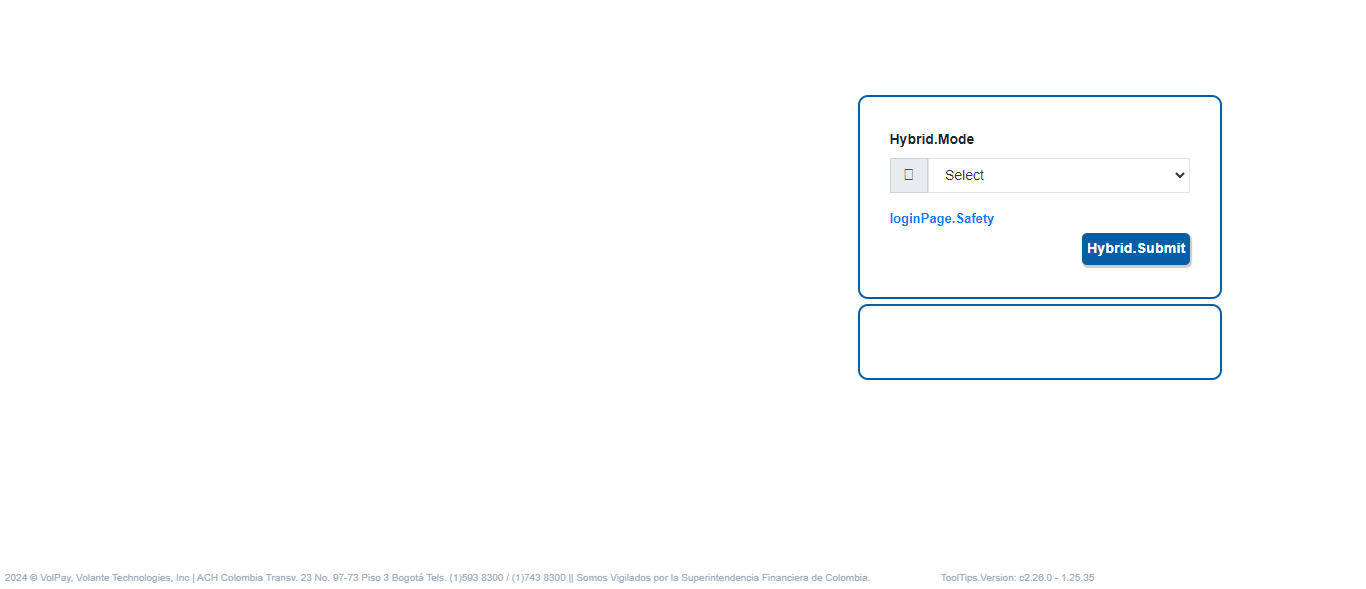 Hybrid.Mode
Select
loginPage.Safety
Hybrid.Submit
2024 © VolPay, Volante Technologies, Inc | ACH Colombia Transv. 23 No. 97-73 Piso 3 Bogotá Tels. (1)593 8300 / (1)743 8300 || Somos Vigilados por la Superintendencia Financiera de Colombia.
ToolTips.Version: c2.26.0 - 1.25.35